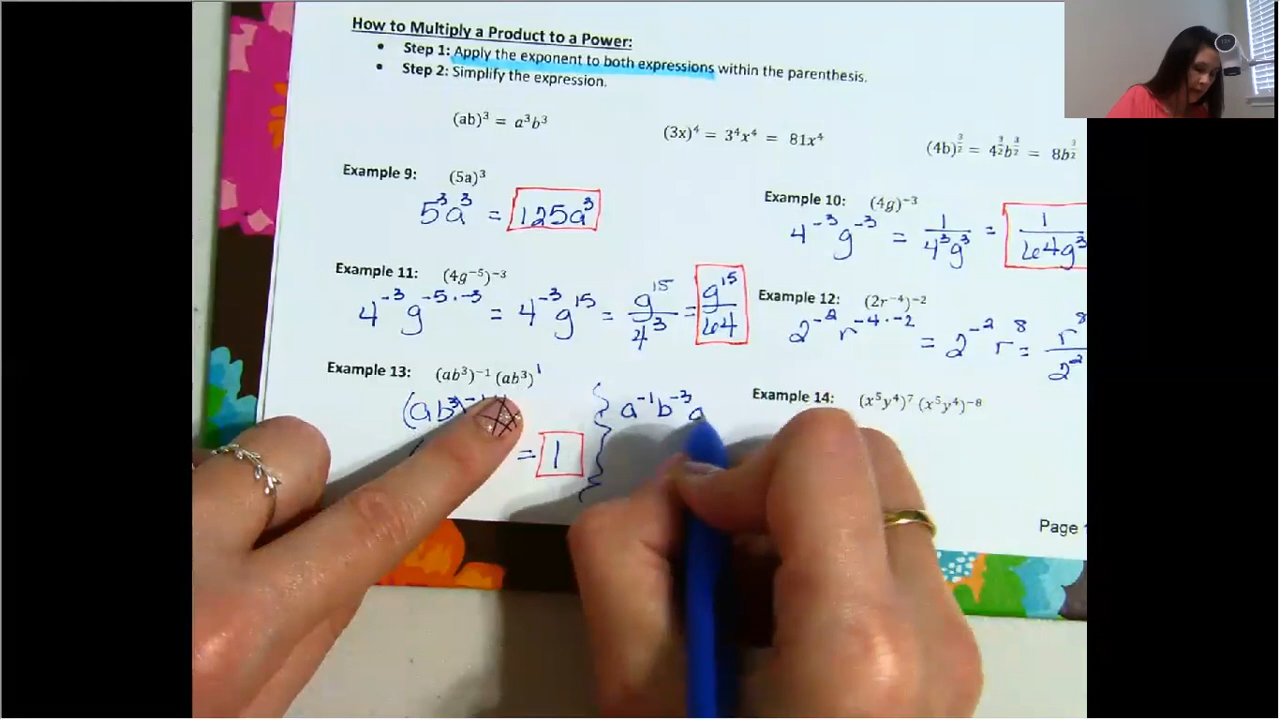 How to Multiply a Product to a Power:
• Step 1: Apply the exponent to both expressions within the parenthesis.
• Step 2: Simplify the expression.
(ab)³ = a³b³
(3x)⁴ = 3⁴x⁴ = 81x⁴
(4b)^(3/2) = 4^(3/2)b^(3/2) = 8b^(3/2)
Example 9: (5a)³
5³a³ = 125a³
Example 10: (4g)⁻³
4⁻³g⁻³ = 1/(4³g³) = 1/(64g³)
Example 11: (4g⁻⁵)⁻³
4⁻³g^(-5·-3) = 4⁻³g¹⁵ = g¹⁵/4³ = g¹⁵/64
Example 12: (2r⁻⁴)⁻²
2⁻²r^(-4·-2) = 2⁻²r⁸ = r⁸/2²
Example 13: (ab³)⁻¹ (ab³)¹
(ab³)
= 1
a⁻¹b⁻³a
Example 14: (x⁵y⁴)⁷ (x⁵y⁴)⁻⁸
Page